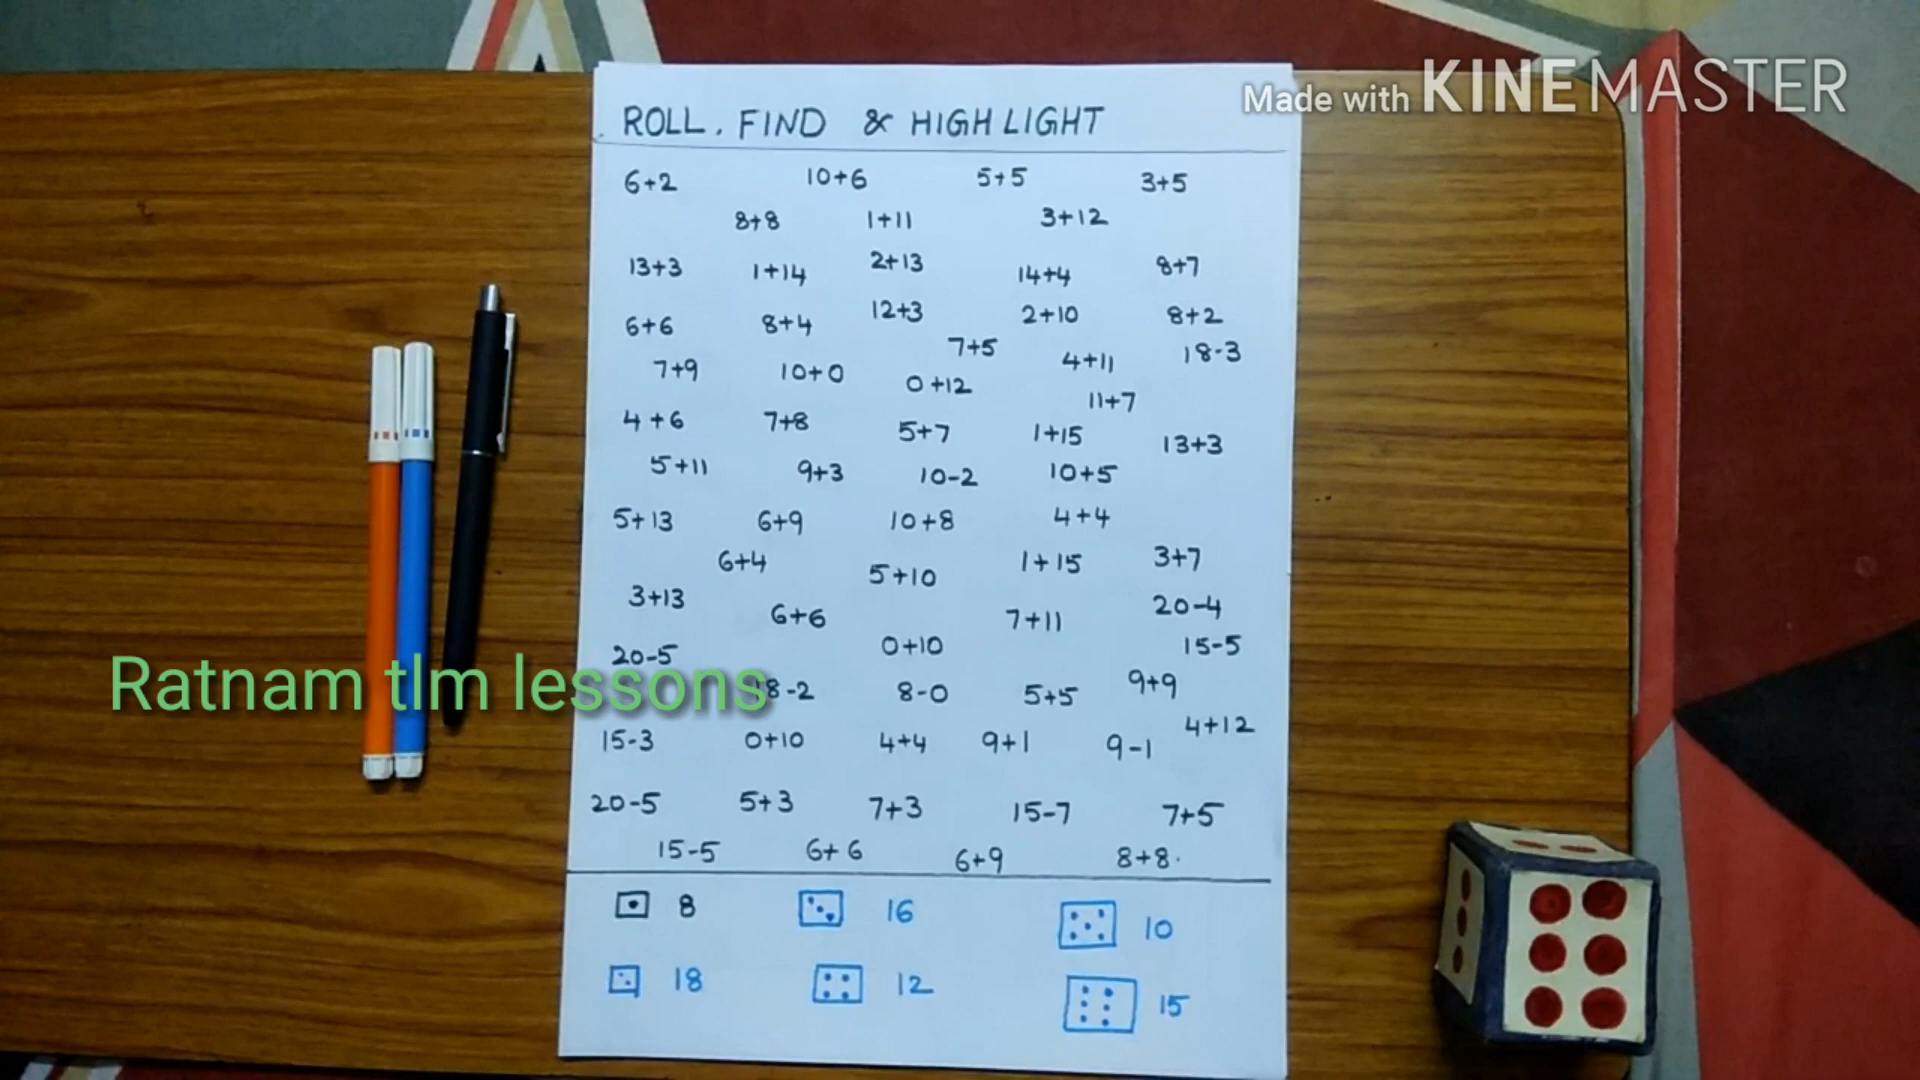 Made with KINEMASTER
ROLL, FIND & HIGHLIGHT
6+2 10+6 5+5 3+5
8+8 1+11 3+12
13+3 1+14 2+13 14+4 8+7
6+6 8+4 12+3 2+10 8+2
7+9 10+0 0+12 7+5 4+11 18-3
11+7
4+6 7+8 5+7 1+15 13+3
5+11 9+3 10-2 10+5
5+13 6+9 10+8 4+4
6+4 5+10 1+15 3+7
3+13 6+6 7+11 20-4
20-5 0+10 15-5
Ratnam tlm lessons
18-2 8-0 5+5 9+9
4+12
15-3 0+10 4+4 9+1 9-1
20-5 5+3 7+3 15-7 7+5
15-5 6+6 6+9 8+8.
8 16 10
18 12 15